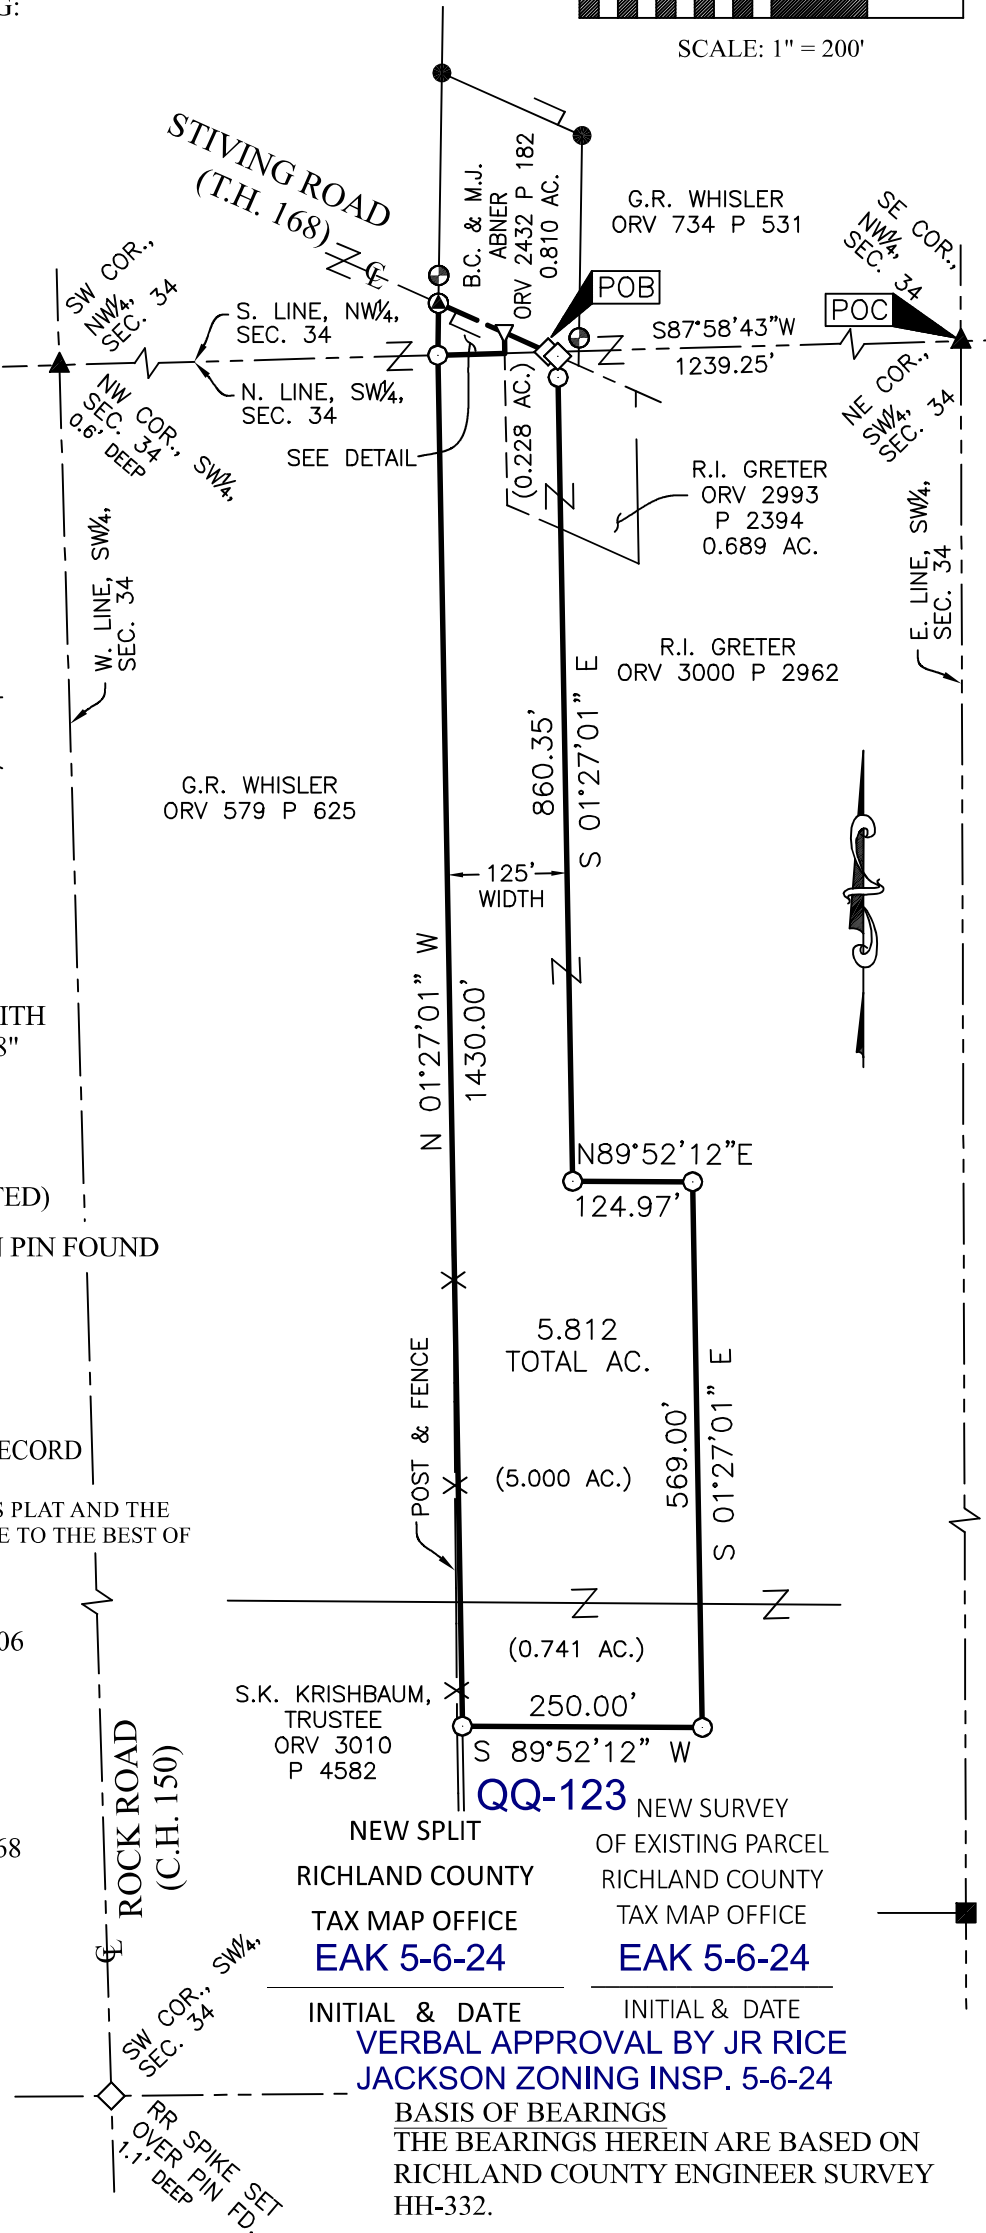 G:
SCALE: 1" = 200'
STIVING ROAD
(T.H. 168)
B.C. & M.J.
ABNER
ORV 2432 P 182
0.810 AC.
G.R. WHISLER
ORV 734 P 531
SE COR.,
NW¼,
SEC. 34
SW COR.,
NW¼,
SEC. 34
S. LINE, NW¼,
SEC. 34
POB
POC
S87°58'43"W
1239.25'
NW COR., SW¼,
SEC. 34
0.6' DEEP
N. LINE, SW¼,
SEC. 34
SEE DETAIL
(0.228 AC.)
NE COR.,
SW¼,
SEC. 34
R.I. GRETER
ORV 2993
P 2394
0.689 AC.
W. LINE, SW¼,
SEC. 34
E. LINE, SW¼,
SEC. 34
R.I. GRETER
ORV 3000 P 2962
860.35'
S 01°27'01" E
G.R. WHISLER
ORV 579 P 625
125'
WIDTH
N 01°27'01" W
1430.00'
ITH
8"
N89°52'12"E
124.97'
TED)
N PIN FOUND
5.812
TOTAL AC.
POST & FENCE
569.00'
S 01°27'01" E
(5.000 AC.)
ECORD
S PLAT AND THE
E TO THE BEST OF
06
(0.741 AC.)
S.K. KRISHBAUM,
TRUSTEE
ORV 3010
P 4582
250.00'
S 89°52'12" W
QQ-123
ROCK ROAD
(C.H. 150)
68
NEW SPLIT
RICHLAND COUNTY
TAX MAP OFFICE
EAK 5-6-24
INITIAL & DATE
NEW SURVEY
OF EXISTING PARCEL
RICHLAND COUNTY
TAX MAP OFFICE
EAK 5-6-24
INITIAL & DATE
SW COR., SW¼,
SEC. 34
VERBAL APPROVAL BY JR RICE
JACKSON ZONING INSP. 5-6-24
RR SPIKE SET
OVER PIN FD.
1.1' DEEP
BASIS OF BEARINGS
THE BEARINGS HEREIN ARE BASED ON
RICHLAND COUNTY ENGINEER SURVEY
HH-332.